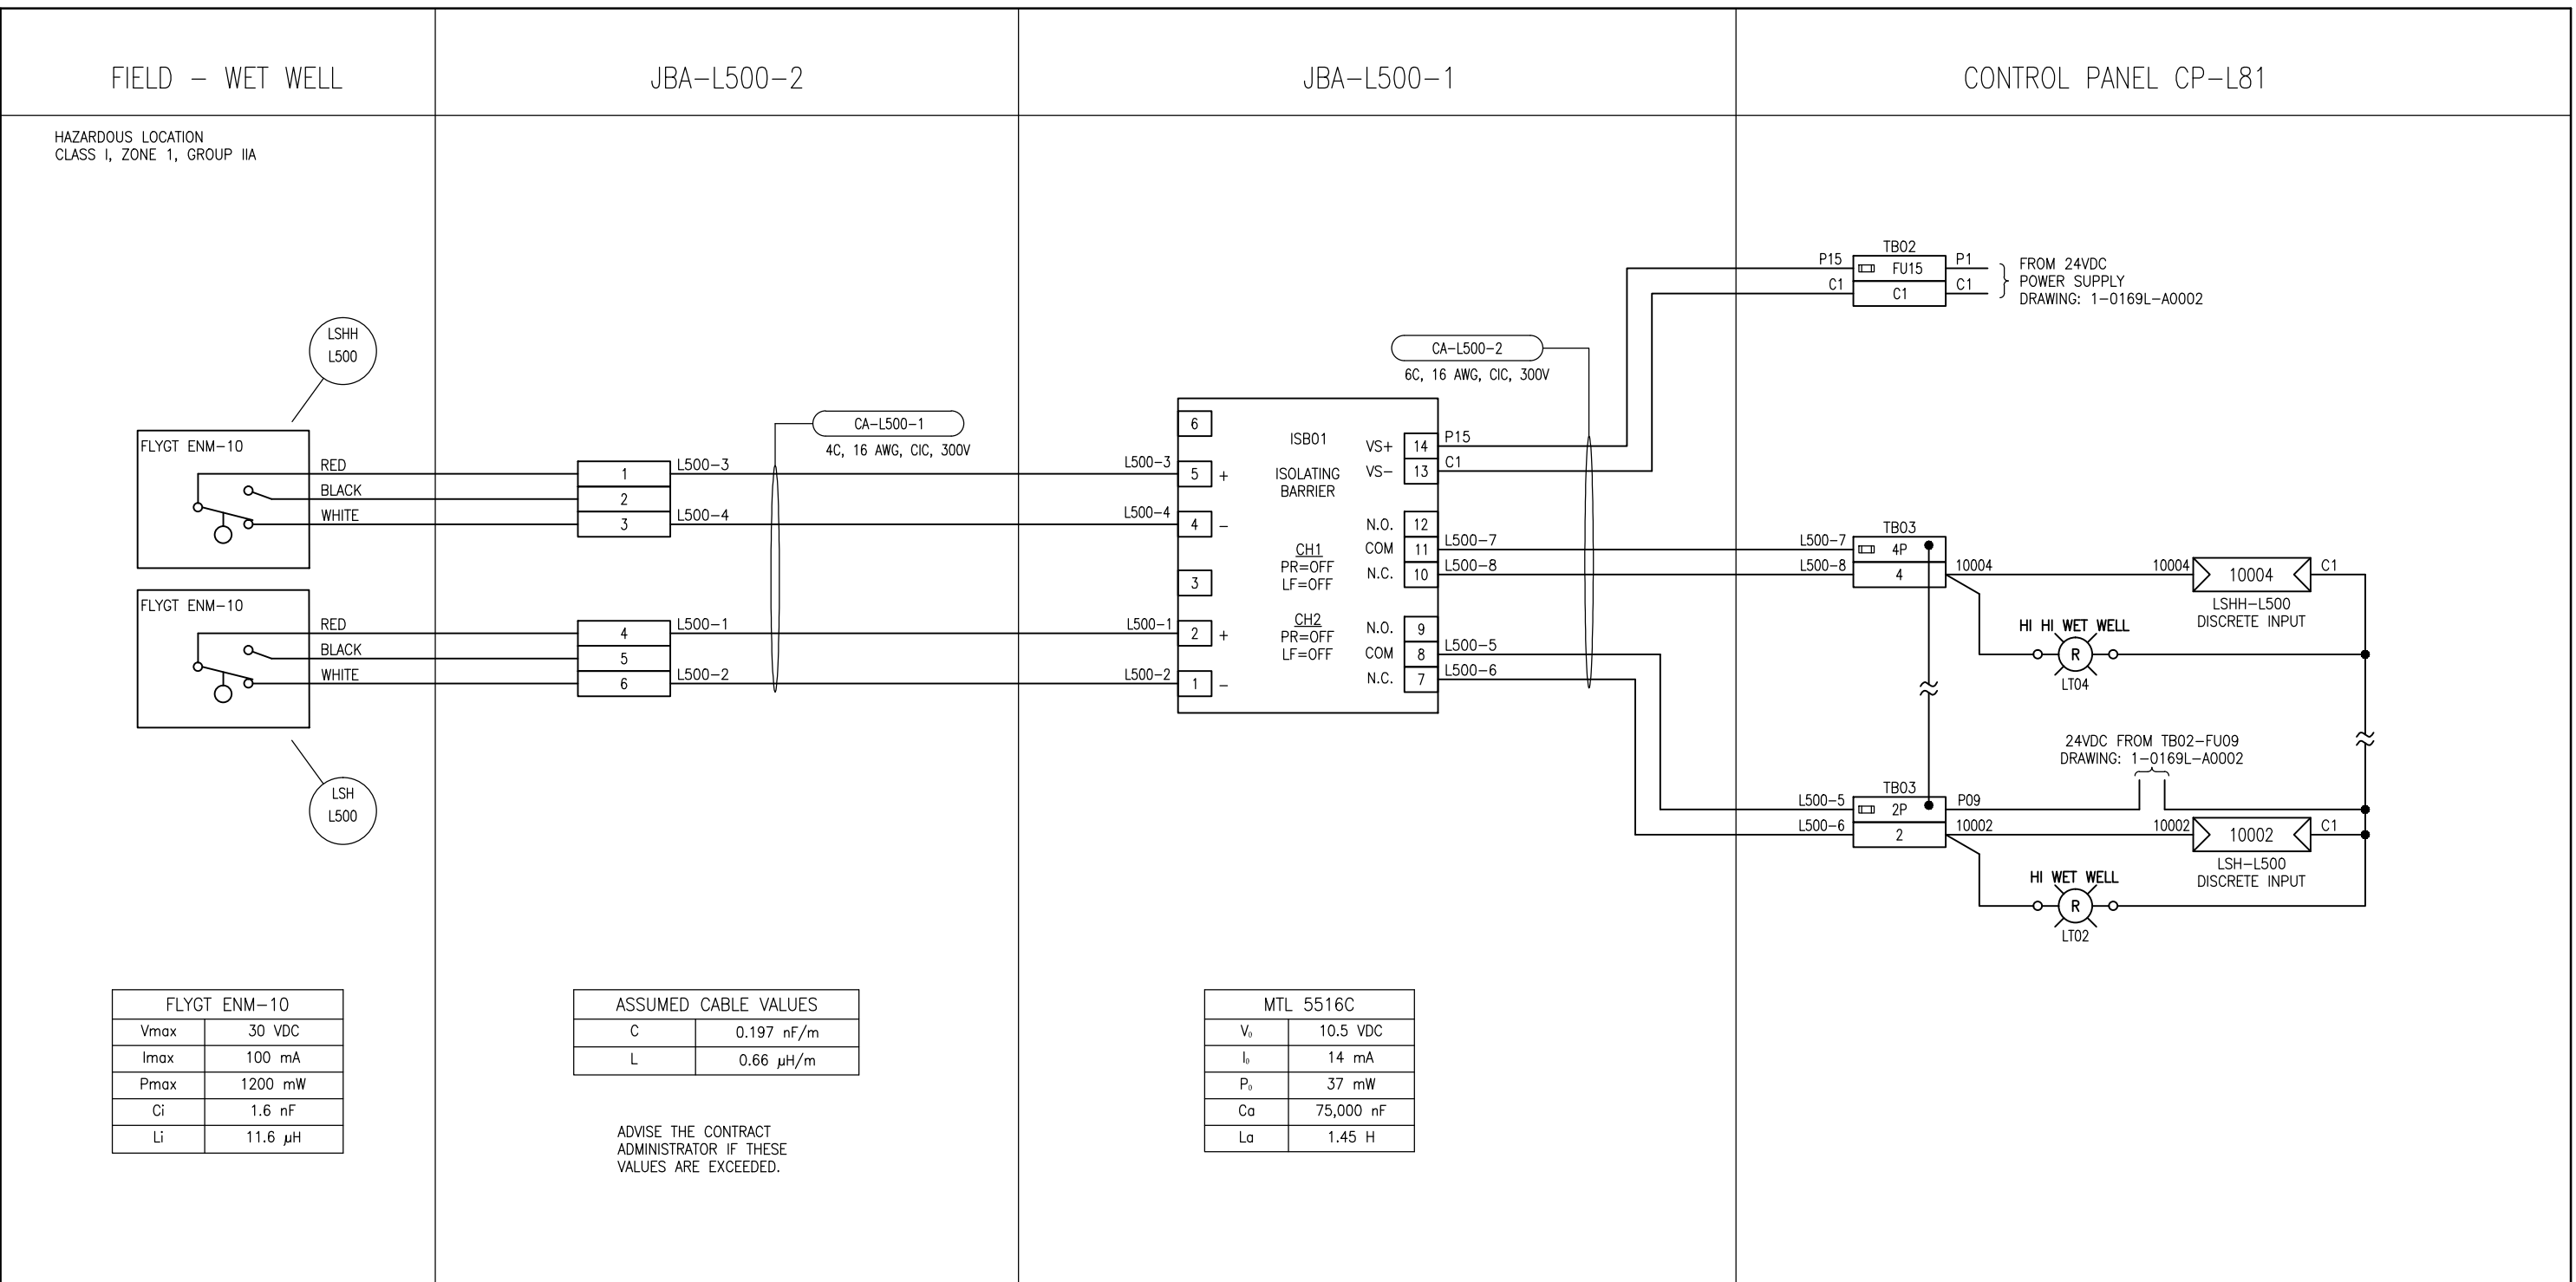 FIELD - WET WELL
JBA-L500-2
JBA-L500-1
CONTROL PANEL CP-L81
HAZARDOUS LOCATION
CLASS I, ZONE 1, GROUP IIA
LSHH
L500
FLYGT ENM-10
RED
BLACK
WHITE
FLYGT ENM-10
RED
BLACK
WHITE
LSH
L500
FLYGT ENM-10
Vmax 30 VDC
Imax 100 mA
Pmax 1200 mW
Ci 1.6 nF
Li 11.6 μH
CA-L500-1
4C, 16 AWG, CIC, 300V
1 L500-3
2
3 L500-4
4 L500-1
5
6 L500-2
ASSUMED CABLE VALUES
C 0.197 nF/m
L 0.66 μH/m
ADVISE THE CONTRACT
ADMINISTRATOR IF THESE
VALUES ARE EXCEEDED.
CA-L500-2
6C, 16 AWG, CIC, 300V
6
L500-3 5 +
L500-4 4 -
3
L500-1 2 +
L500-2 1 -
ISB01
ISOLATING
BARRIER
CH1
PR=OFF
LF=OFF
CH2
PR=OFF
LF=OFF
VS+ 14 P15
VS- 13 C1
N.O. 12
COM 11 L500-7
N.C. 10 L500-8
N.O. 9
COM 8 L500-5
N.C. 7 L500-6
MTL 5516C
V₀ 10.5 VDC
I₀ 14 mA
P₀ 37 mW
Ca 75,000 nF
La 1.45 H
TB02
P15 FU15 P1
C1 C1 C1
FROM 24VDC
POWER SUPPLY
DRAWING: 1-0169L-A0002
TB03
L500-7 4P
L500-8 4 10004 10004 10004 C1
LSHH-L500
DISCRETE INPUT
HI HI WET WELL
R
LT04
24VDC FROM TB02-FU09
DRAWING: 1-0169L-A0002
TB03
L500-5 2P P09
L500-6 2 10002 10002 10002 C1
LSH-L500
DISCRETE INPUT
HI WET WELL
R
LT02